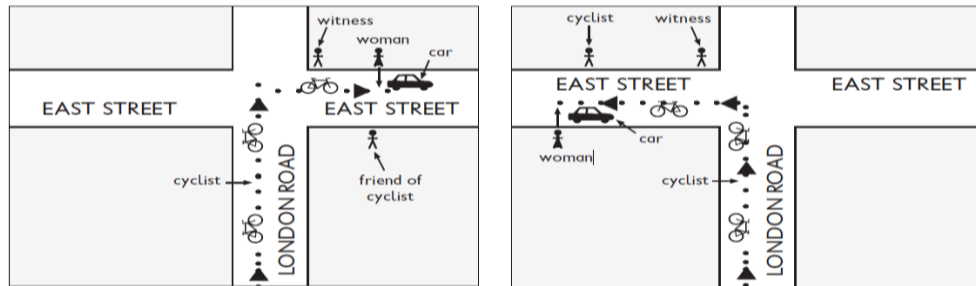 witness
woman
car
EAST STREET
EAST STREET
cyclist
friend of
cyclist
LONDON ROAD
cyclist
witness
EAST STREET
EAST STREET
car
woman
cyclist
LONDON ROAD